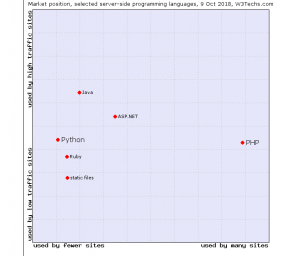 Market position, selected server-side programming languages, 9 Oct 2018, W3Techs.com
used by high traffic sites
Java
ASP.NET
Python
PHP
Ruby
static files
used by low traffic sites
used by fewer sites
used by many sites